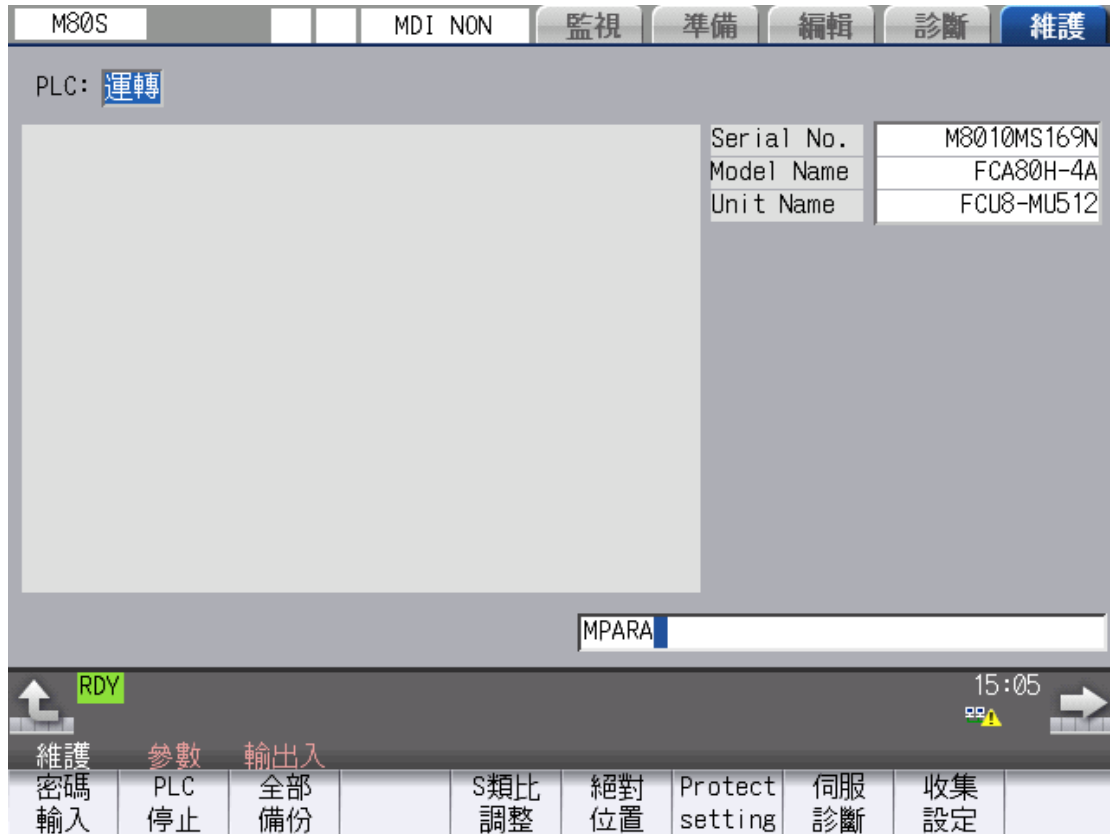 M80S MDI NON 監視 準備 編輯 診斷 維護
PLC: 運轉
Serial No. M8010MS169N
Model Name FCA80H-4A
Unit Name FCU8-MU512
MPARA
RDY 15:05
維護 參數 輸出入
密碼 PLC 全部 S類比 絕對 Protect 伺服 收集
輸入 停止 備份 調整 位置 setting 診斷 設定